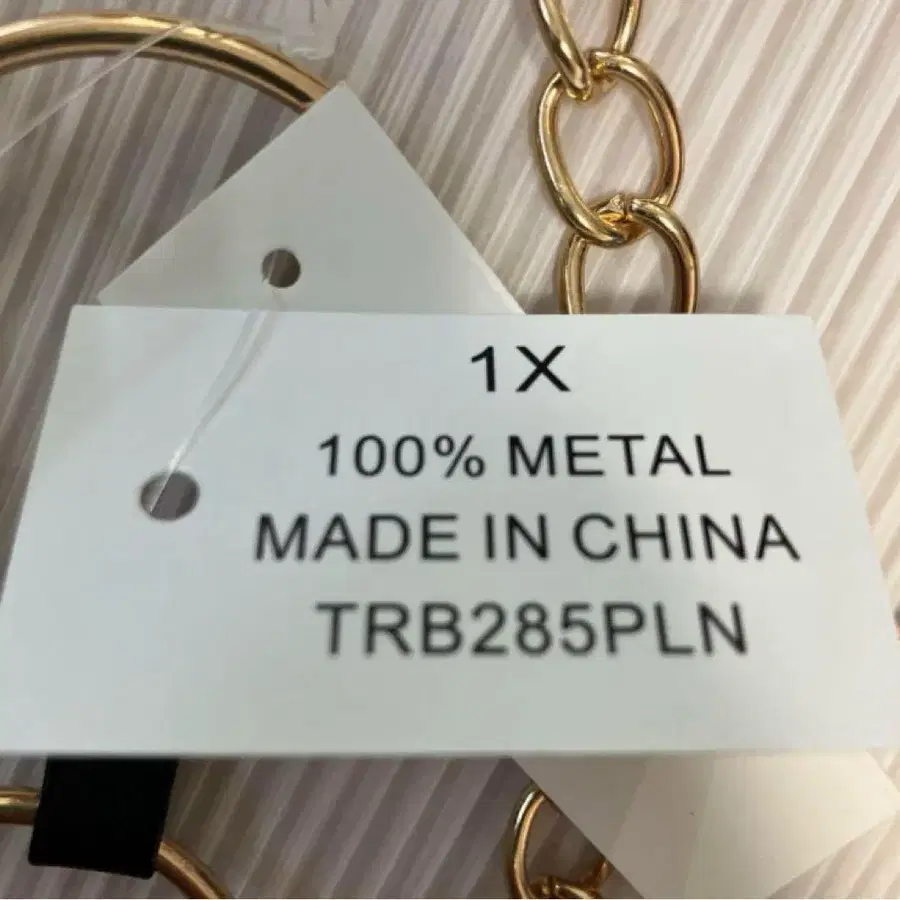 1X
100% METAL
MADE IN CHINA
TRB285PLN